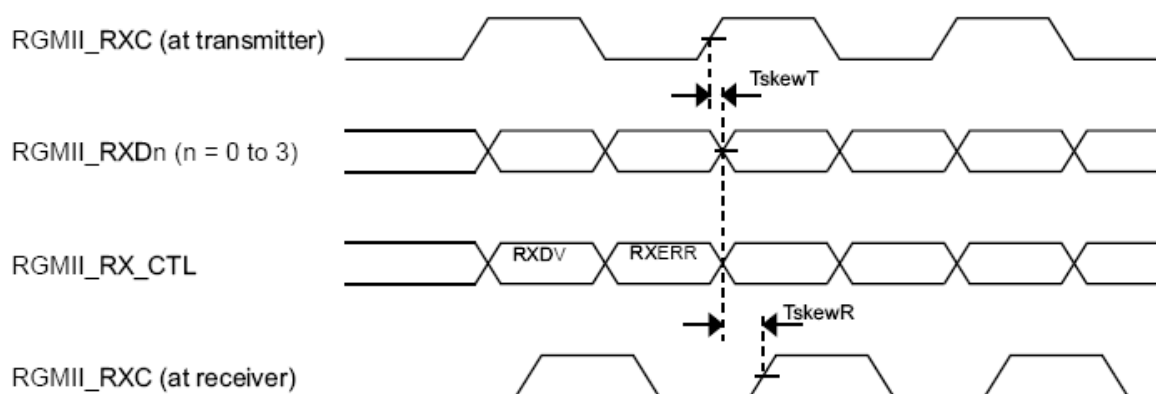 RGMII_RXC (at transmitter)
TskewT
RGMII_RXDn (n = 0 to 3)
RGMII_RX_CTL
RXDV
RXERR
TskewR
RGMII_RXC (at receiver)